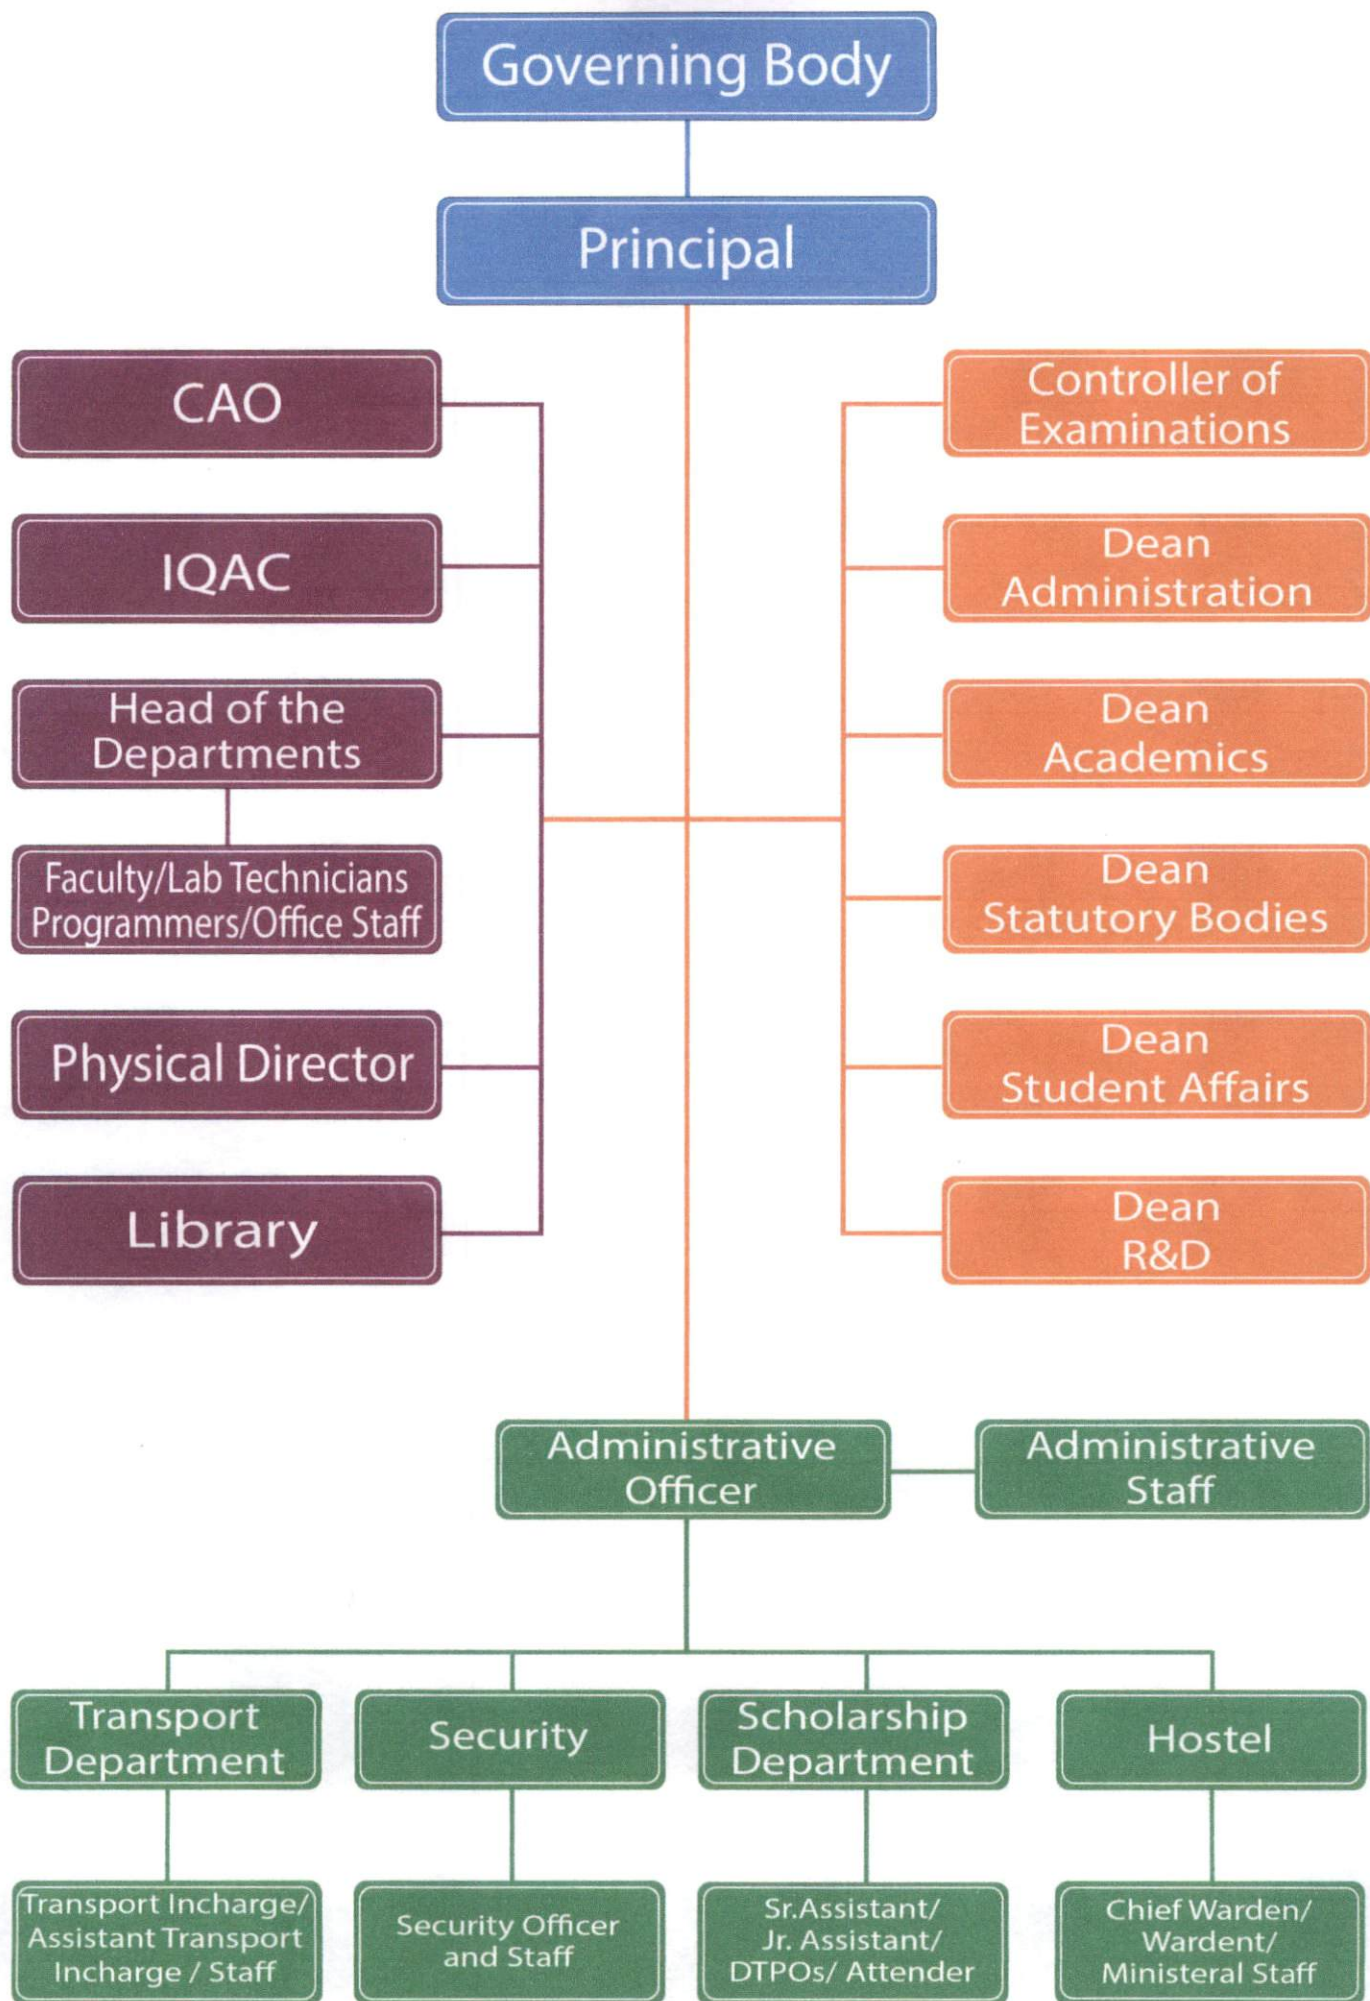 Governing Body
Principal
CAO
IQAC
Head of the
Departments
Faculty/Lab Technicians
Programmers/Office Staff
Physical Director
Library
Controller of
Examinations
Dean
Administration
Dean
Academics
Dean
Statutory Bodies
Dean
Student Affairs
Dean
R&D
Administrative
Officer
Administrative
Staff
Transport
Department
Security
Scholarship
Department
Hostel
Transport Incharge/
Assistant Transport
Incharge / Staff
Security Officer
and Staff
Sr.Assistant/
Jr. Assistant/
DTPOs/ Attender
Chief Warden/
Wardent/
Ministeral Staff